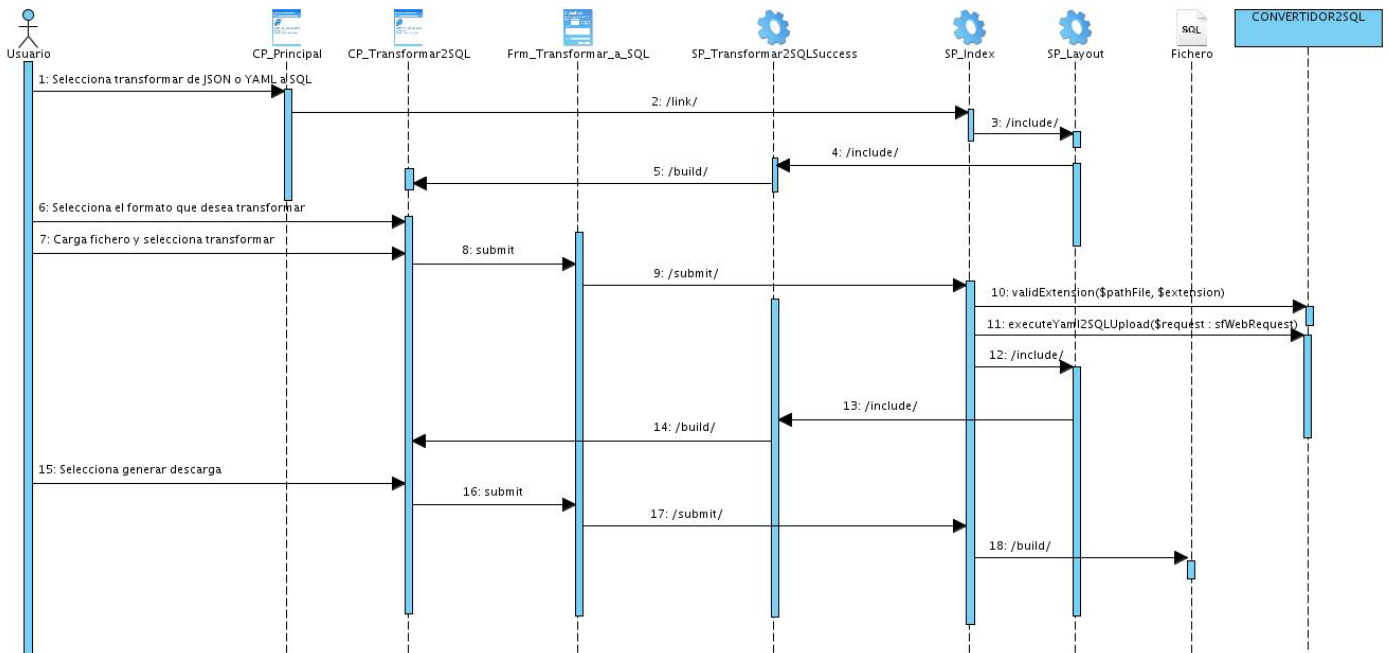 CONVERTIDOR2SQL
SQL
Usuario
CP_Principal
CP_Transformar2SQL
Frm_Transformar_a_SQL
SP_Transformar2SQLSuccess
SP_Index
SP_Layout
Fichero
1: Selecciona transformar de JSON o YAML a SQL
2: /link/
3: /include/
4: /include/
5: /build/
6: Selecciona el formato que desea transformar
7: Carga fichero y selecciona transformar
8: submit
9: /submit/
10: validExtension($pathFile, $extension)
11: executeYaml2SQLUpload($request : sfWebRequest)
12: /include/
13: /include/
14: /build/
15: Selecciona generar descarga
16: submit
17: /submit/
18: /build/